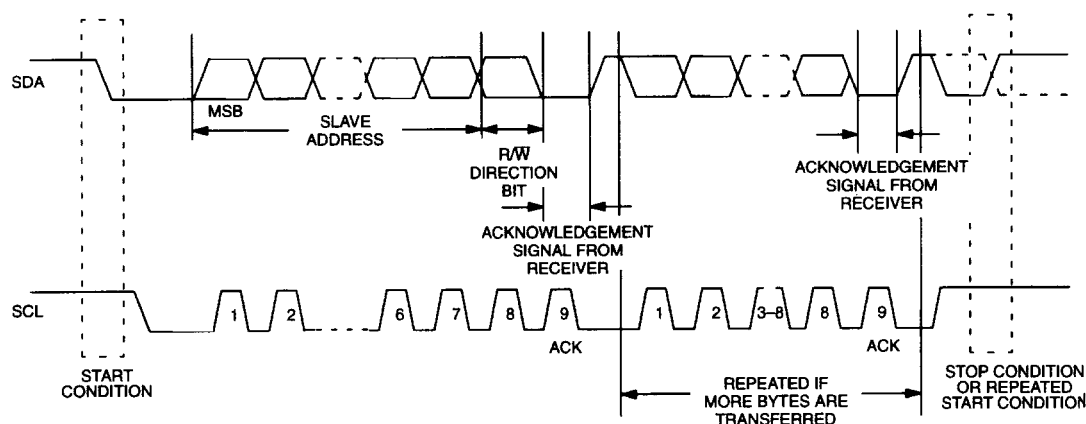 SDA
MSB
SLAVE
ADDRESS
R/W̅
DIRECTION
BIT
ACKNOWLEDGEMENT
SIGNAL FROM
RECEIVER
ACKNOWLEDGEMENT
SIGNAL FROM
RECEIVER
SCL
1 2 6 7 8 9 1 2 3–8 8 9
ACK
ACK
START
CONDITION
REPEATED IF
MORE BYTES ARE
TRANSFERRED
STOP CONDITION
OR REPEATED
START CONDITION